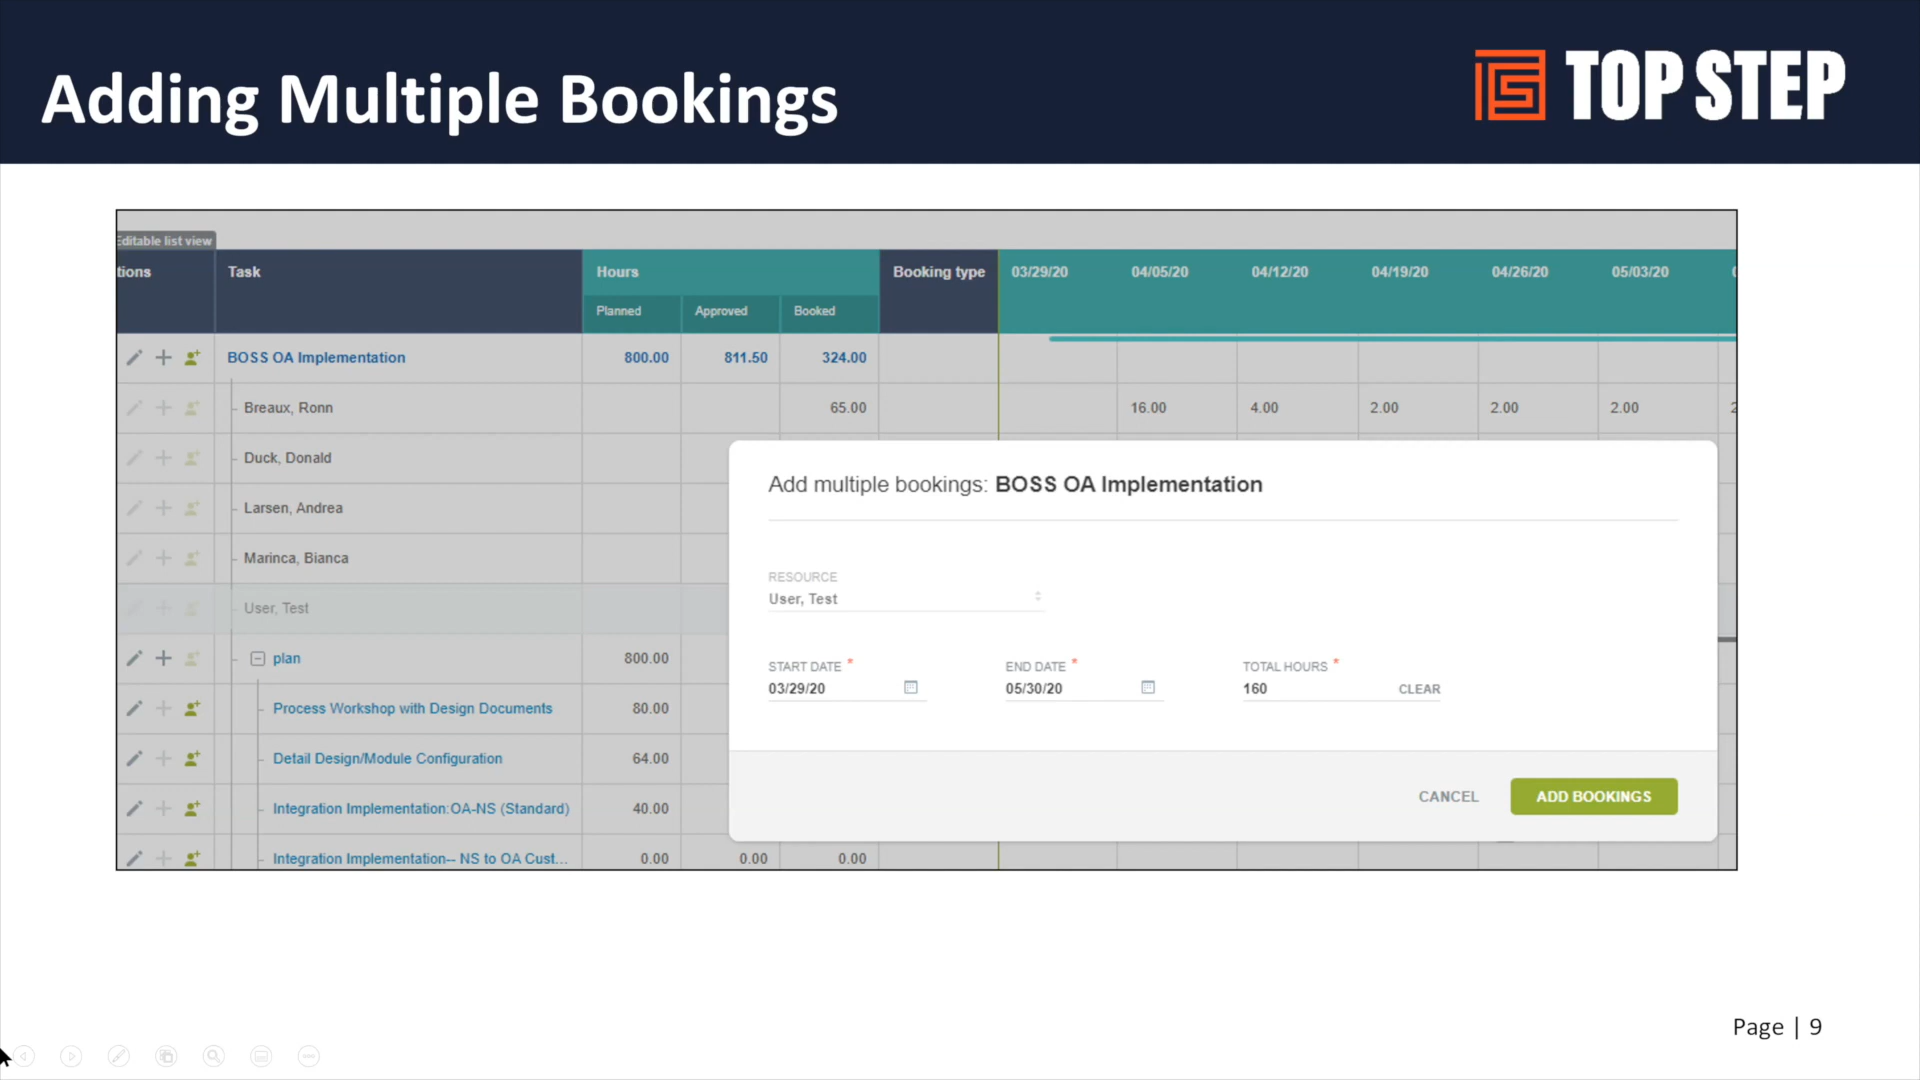 Adding Multiple Bookings
TOP STEP
Editable list view
tions Task Hours Booking type 03/29/20 04/05/20 04/12/20 04/19/20 04/26/20 05/03/20
Planned Approved Booked
BOSS OA Implementation 800.00 811.50 324.00
Breaux, Ronn 65.00 16.00 4.00 2.00 2.00 2.00
Duck, Donald
Add multiple bookings: BOSS OA Implementation
Larsen, Andrea
Marinca, Bianca
RESOURCE
User, Test
User, Test
plan 800.00
START DATE * END DATE * TOTAL HOURS *
03/29/20 05/30/20 160 CLEAR
Process Workshop with Design Documents 80.00
Detail Design/Module Configuration 64.00
CANCEL ADD BOOKINGS
Integration Implementation:OA-NS (Standard) 40.00
Integration Implementation-- NS to OA Cust... 0.00 0.00 0.00
Page | 9